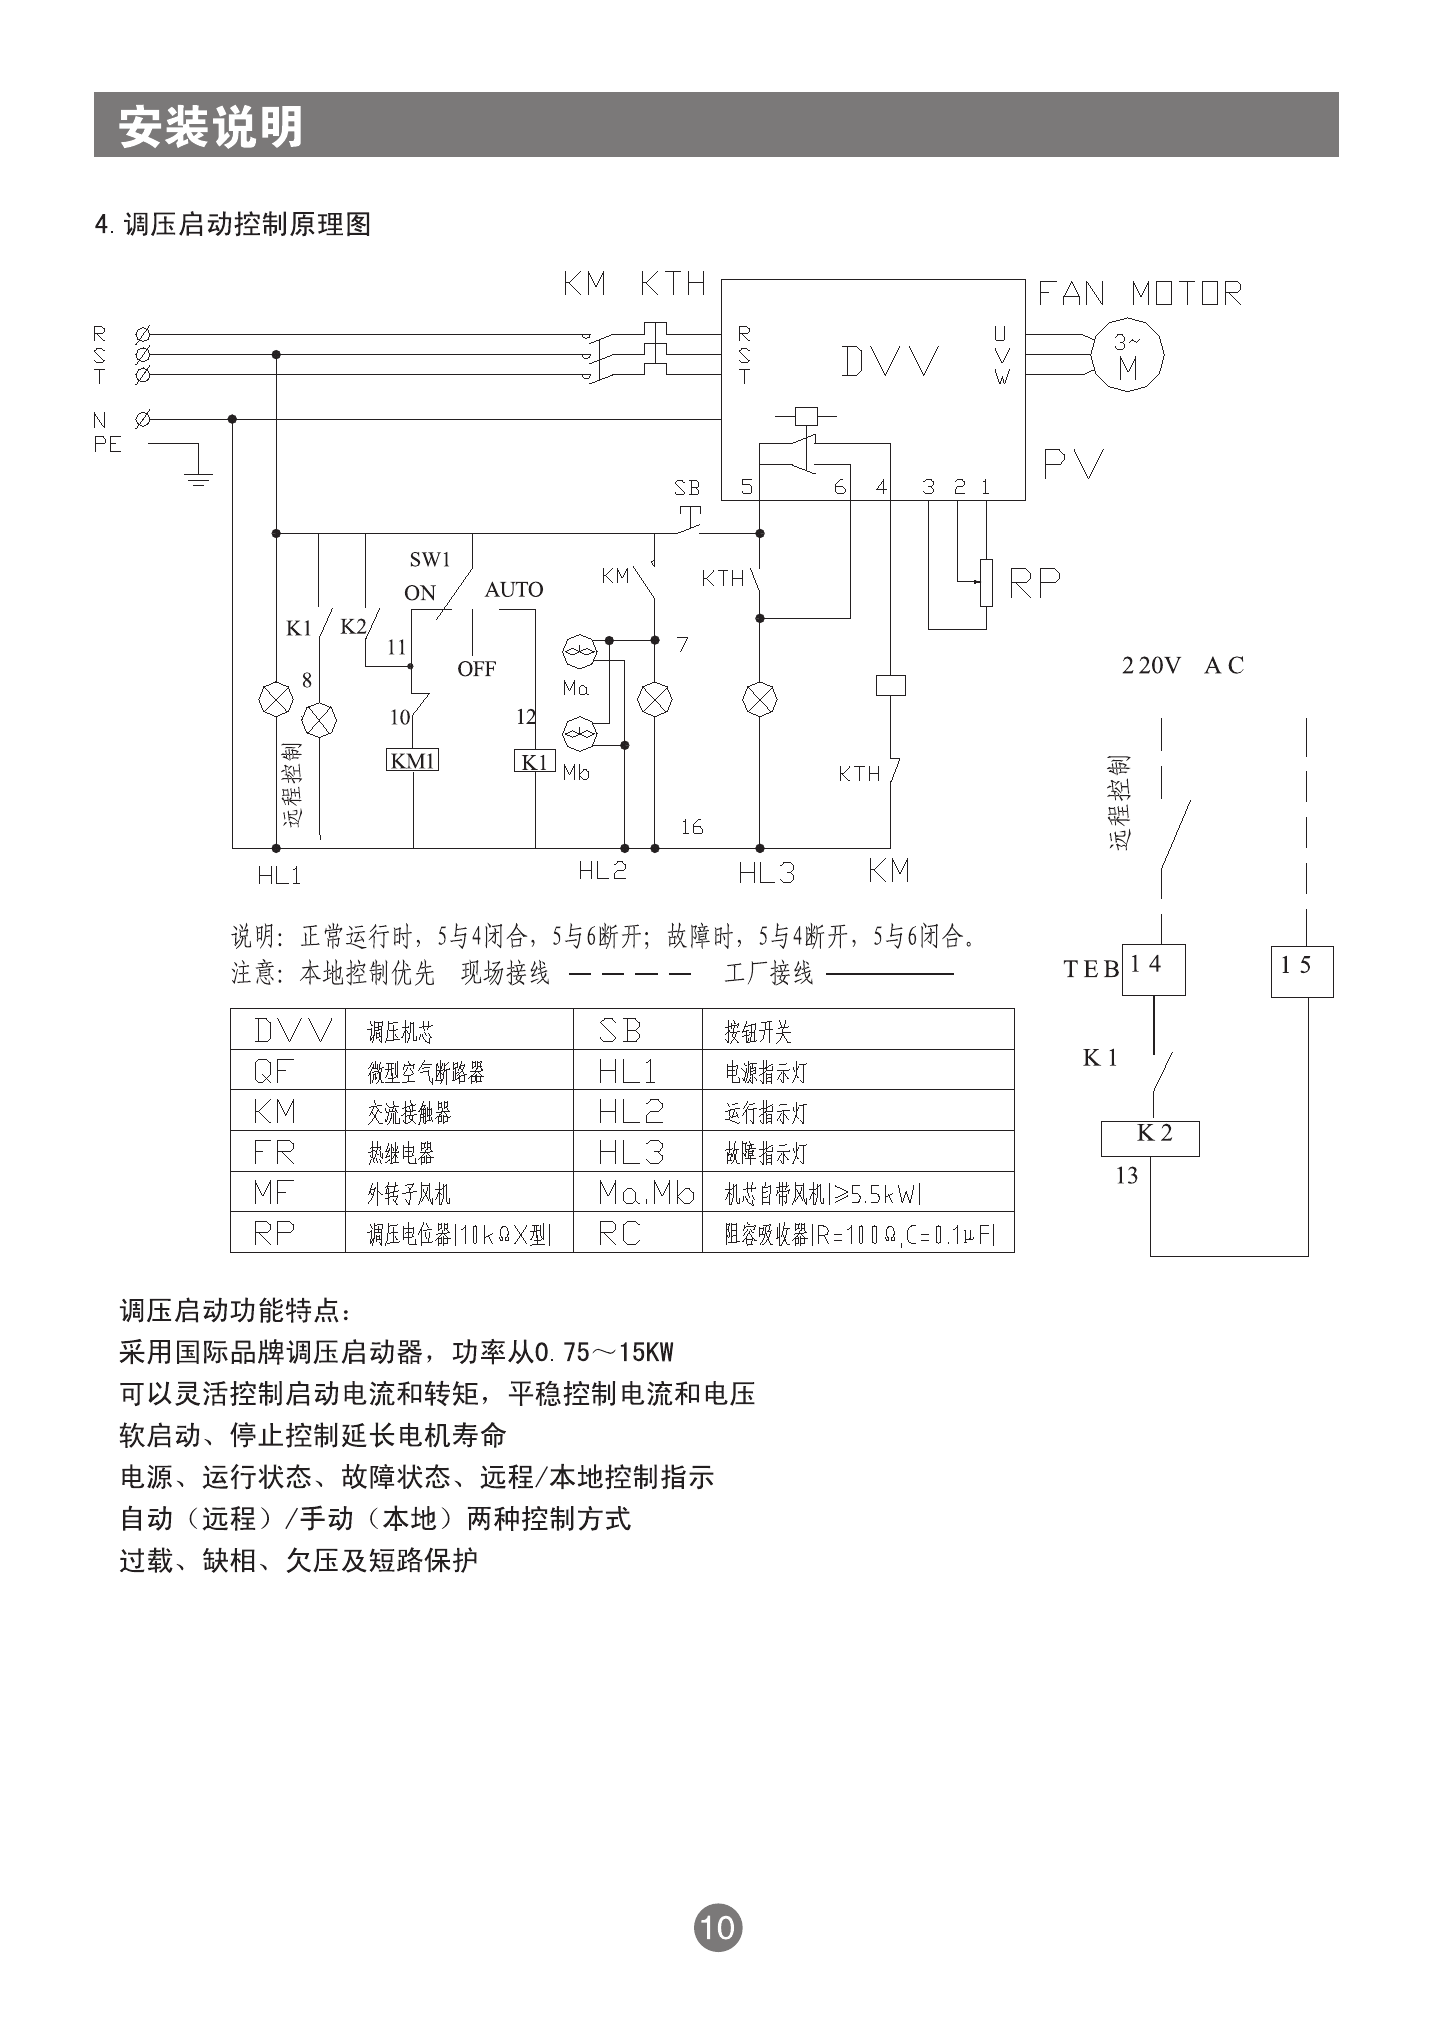 安装说明
4. 调压启动控制原理图
KM KTH
FAN MOTOR
R
S
T
N
PE
R
S
T
DVV
U
V
W
3~
M
PV
SB
5
6
4
3
2
1
SW1
ON
AUTO
OFF
K1
K2
11
8
10
12
KM1
K1
远程控制
KM
KTH
Ma
Mb
7
16
RP
KTH
HL1
HL2
HL3
KM
220V AC
远程控制
TEB
14
15
K1
K2
13
说明：正常运行时，5与4闭合，5与6断开；故障时，5与4断开，5与6闭合。
注意：本地控制优先 现场接线 — — — — 工厂接线 ————
DVV 调压机芯 SB 按钮开关
QF 微型空气断路器 HL1 电源指示灯
KM 交流接触器 HL2 运行指示灯
FR 热继电器 HL3 故障指示灯
MF 外转子风机 Ma.Mb 机芯自带风机|≥5.5kW|
RP 调压电位器|10kΩX型| RC 阻容吸收器|R=100Ω,C=0.1μF|
调压启动功能特点：
采用国际品牌调压启动器，功率从0.75～15KW
可以灵活控制启动电流和转矩，平稳控制电流和电压
软启动、停止控制延长电机寿命
电源、运行状态、故障状态、远程/本地控制指示
自动（远程）/手动（本地）两种控制方式
过载、缺相、欠压及短路保护
10